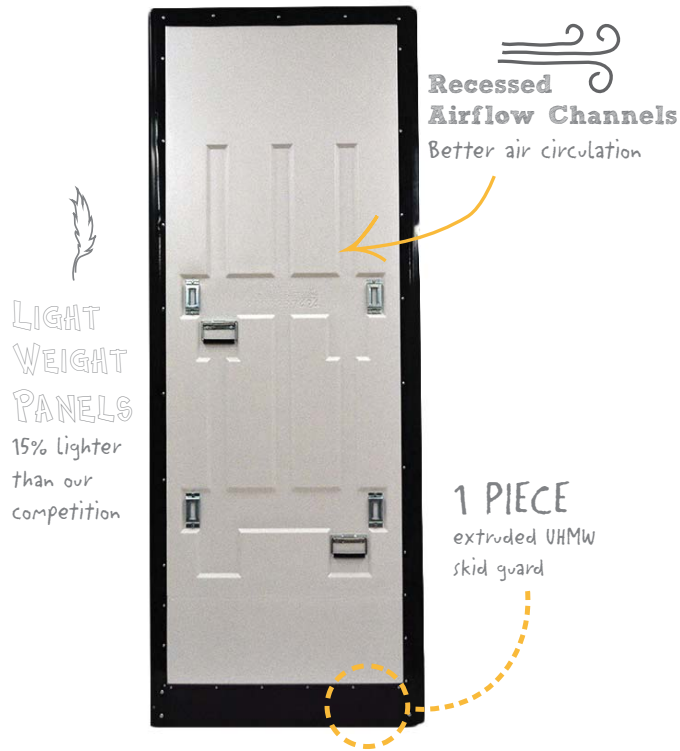 Recessed
Airflow Channels
Better air circulation
LIGHT
WEIGHT
PANELS
15% lighter
than our
competition
1 PIECE
extruded UHMW
skid guard